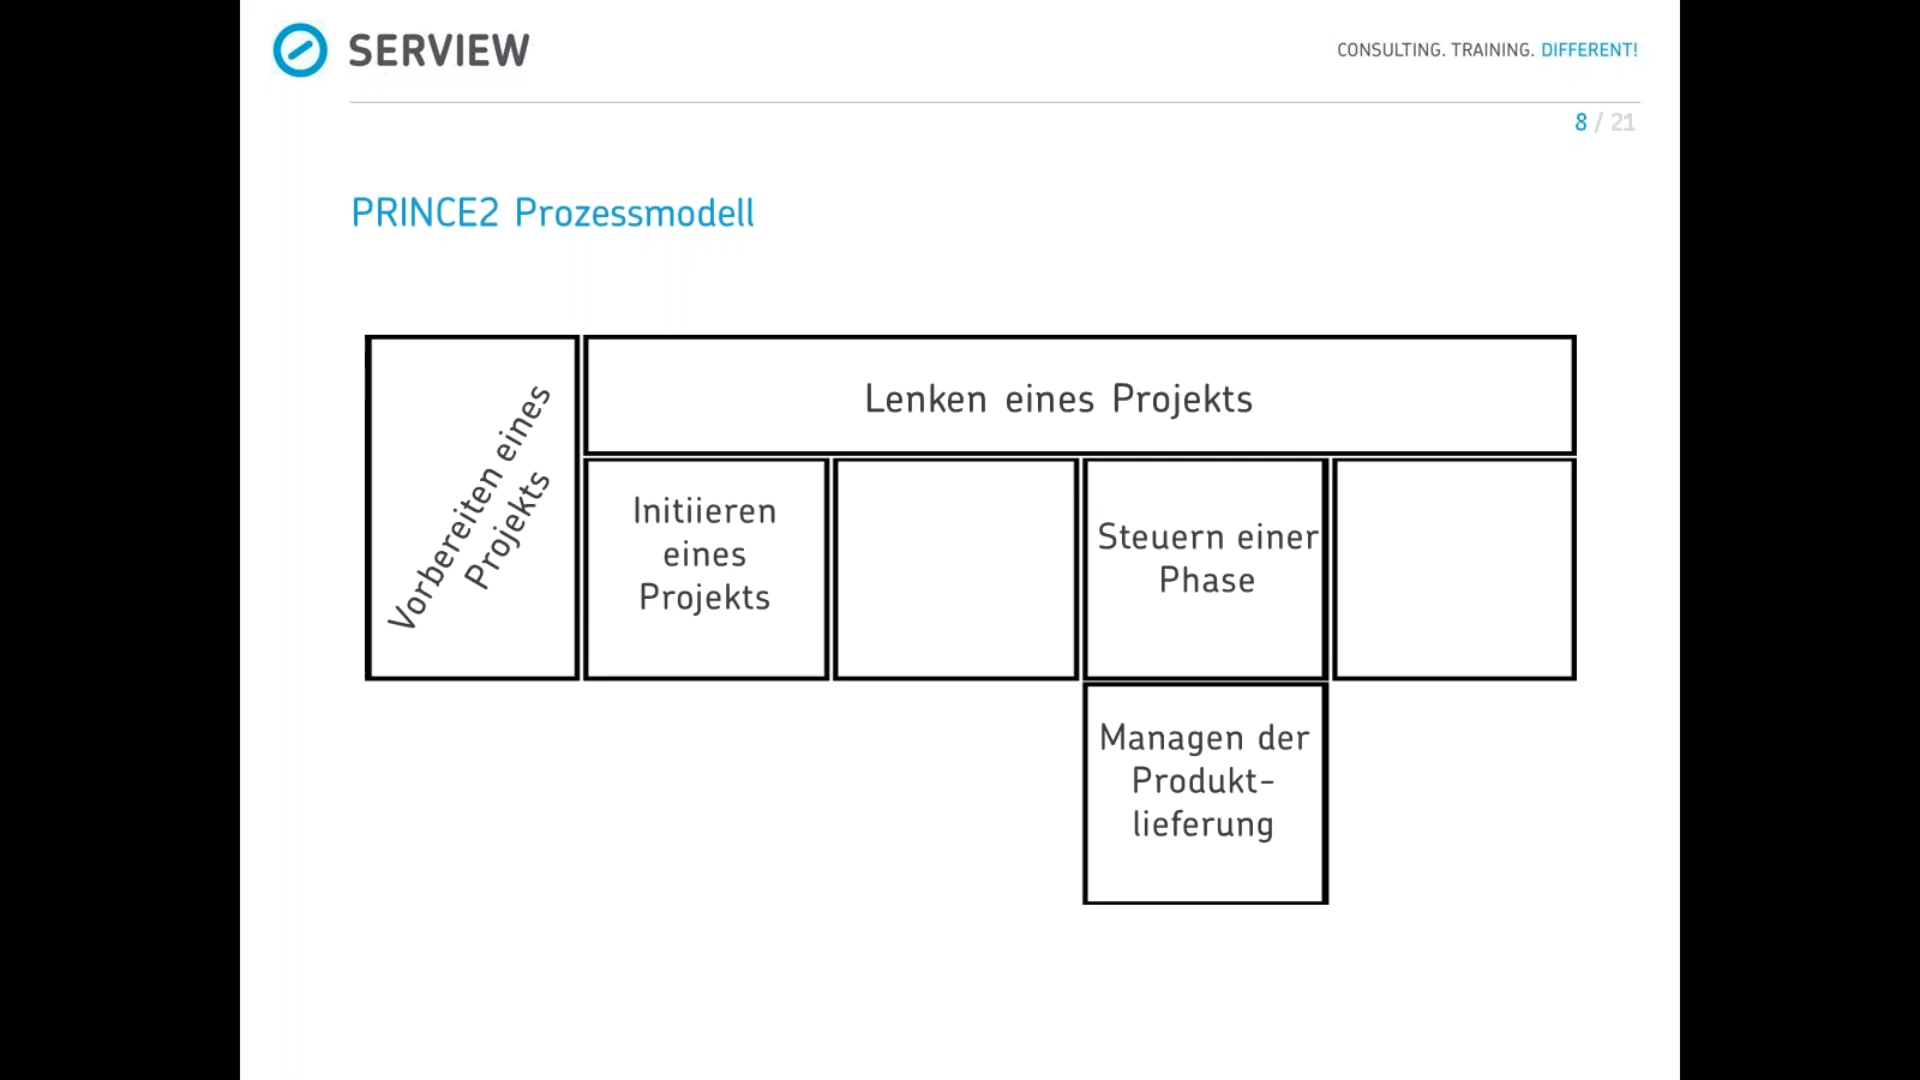 SERVIEW
CONSULTING. TRAINING. DIFFERENT!
8 / 21
PRINCE2 Prozessmodell
Vorbereiten eines
Projekts
Lenken eines Projekts
Initiieren
eines
Projekts
Steuern einer
Phase
Managen der
Produkt-
lieferung